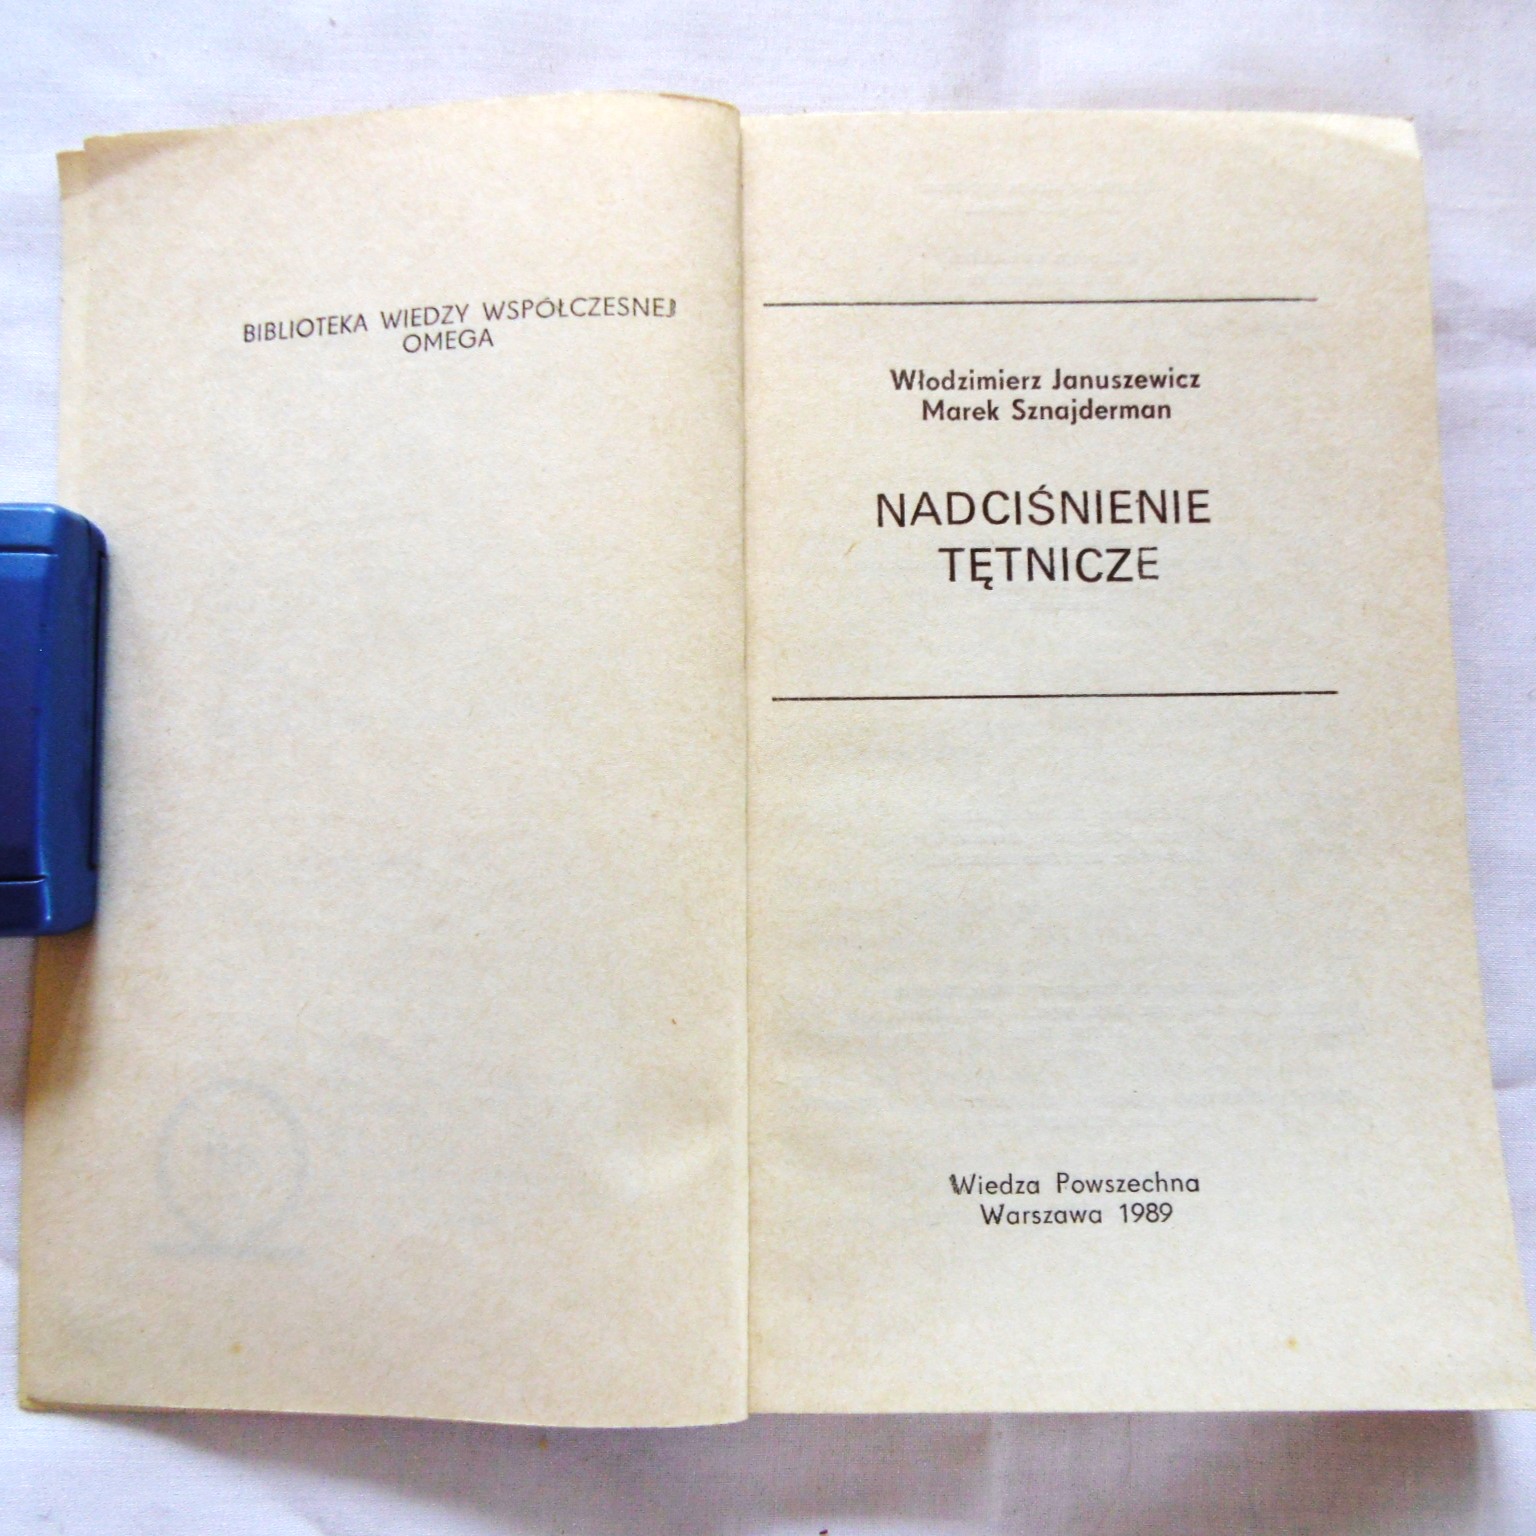 BIBLIOTEKA WIEDZY WSPÓŁCZESNEJ
OMEGA
Włodzimierz Januszewicz
Marek Sznajderman
NADCIŚNIENIE
TĘTNICZE
Wiedza Powszechna
Warszawa 1989